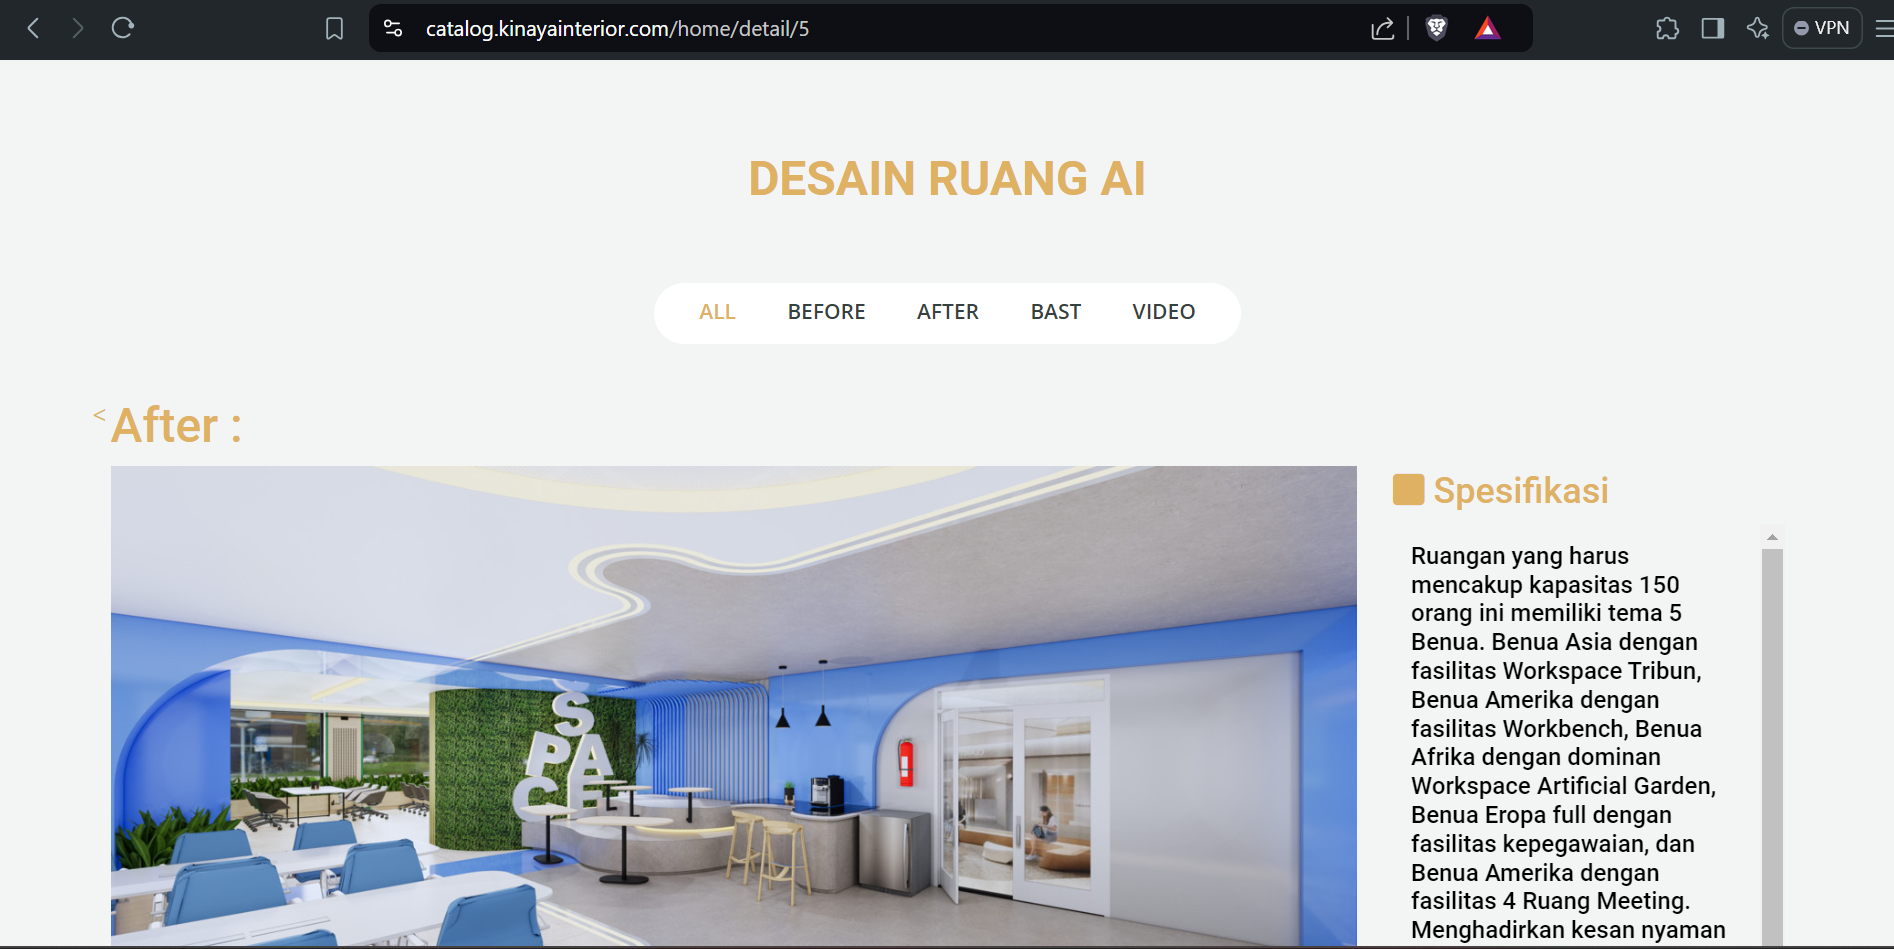 catalog.kinayainterior.com/home/detail/5
VPN
DESAIN RUANG AI
ALL BEFORE AFTER BAST VIDEO
< After :
SPACE
Spesifikasi
Ruangan yang harus
mencakup kapasitas 150
orang ini memiliki tema 5
Benua. Benua Asia dengan
fasilitas Workspace Tribun,
Benua Amerika dengan
fasilitas Workbench, Benua
Afrika dengan dominan
Workspace Artificial Garden,
Benua Eropa full dengan
fasilitas kepegawaian, dan
Benua Amerika dengan
fasilitas 4 Ruang Meeting.
Menghadirkan kesan nyaman